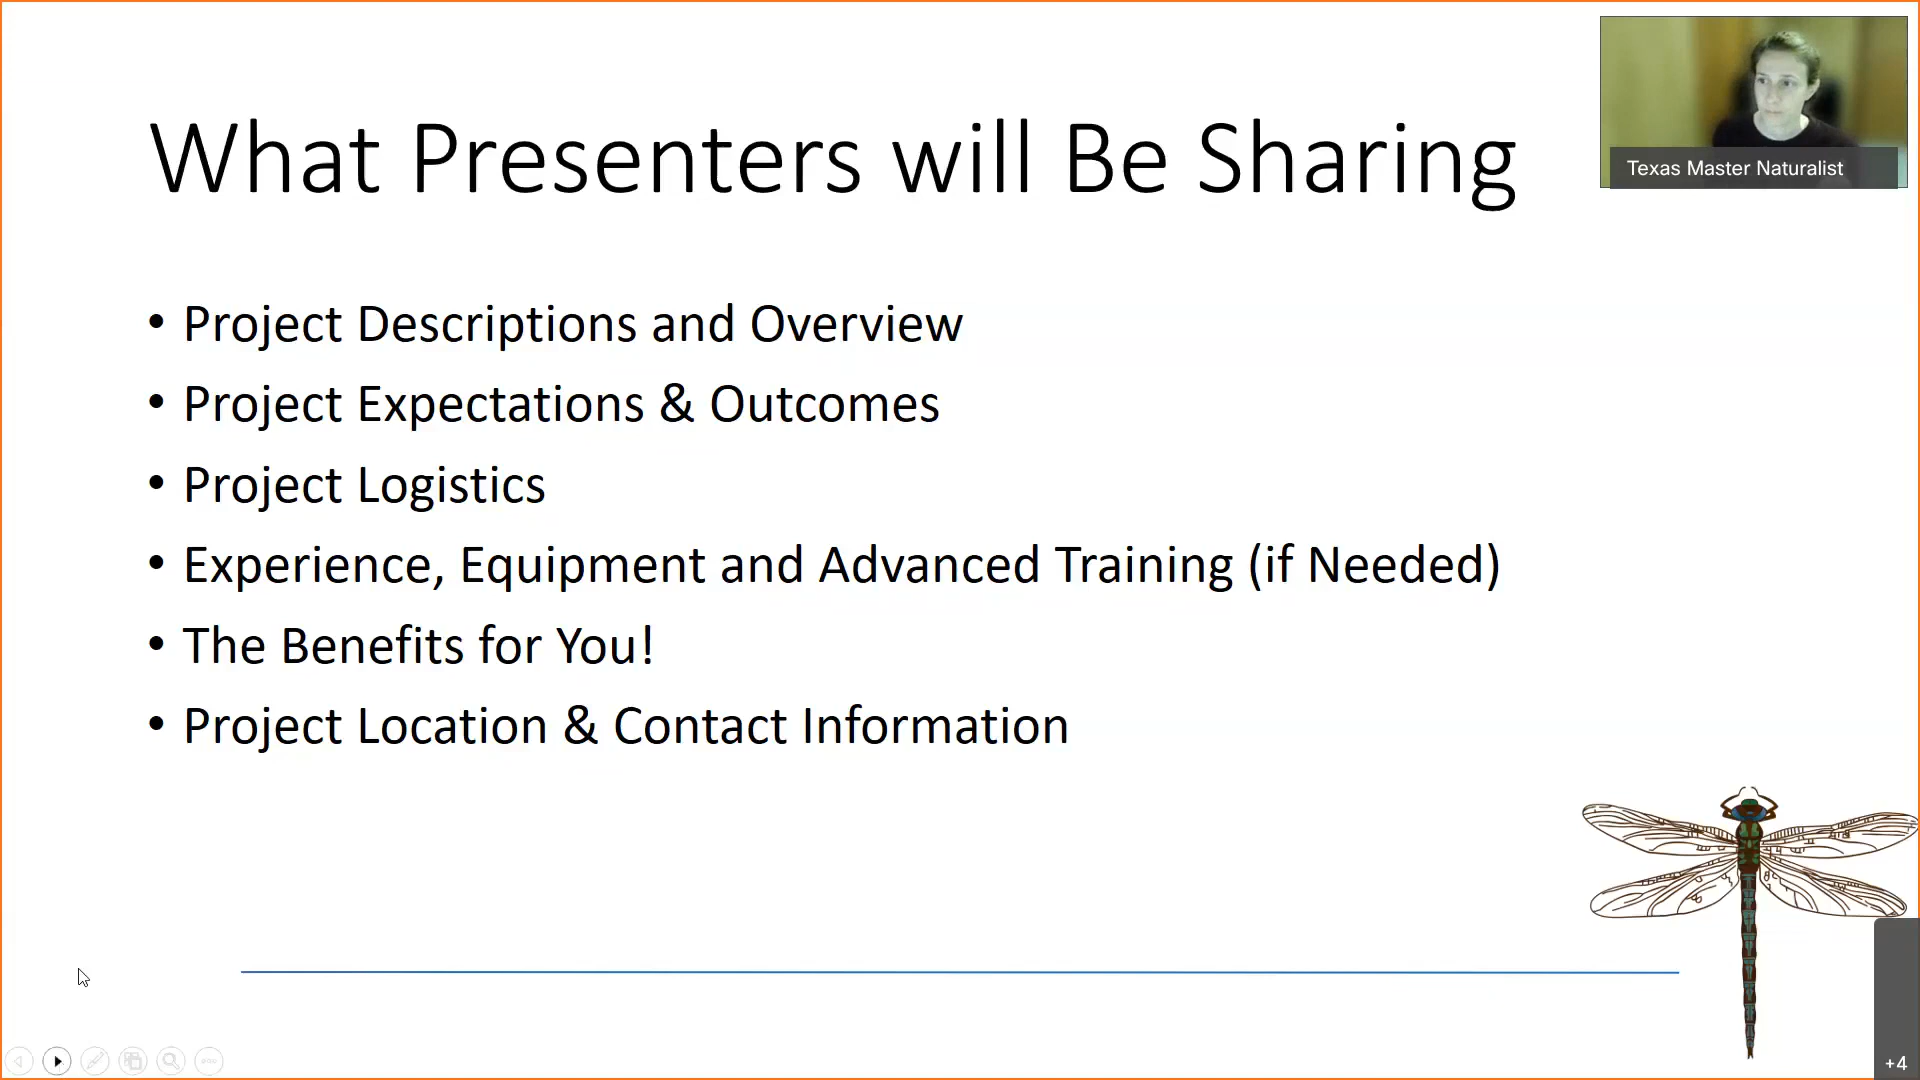 What Presenters will Be Sharing
Texas Master Naturalist
• Project Descriptions and Overview
• Project Expectations & Outcomes
• Project Logistics
• Experience, Equipment and Advanced Training (if Needed)
• The Benefits for You!
• Project Location & Contact Information
+4